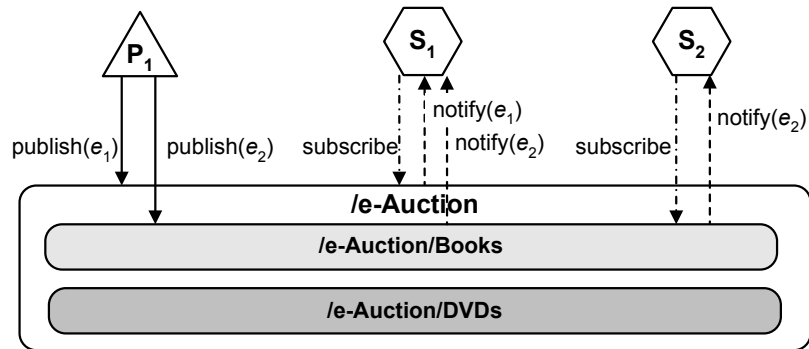 P1
S1
S2
publish(e1)
publish(e2)
subscribe
notify(e1)
notify(e2)
subscribe
notify(e2)
/e-Auction
/e-Auction/Books
/e-Auction/DVDs